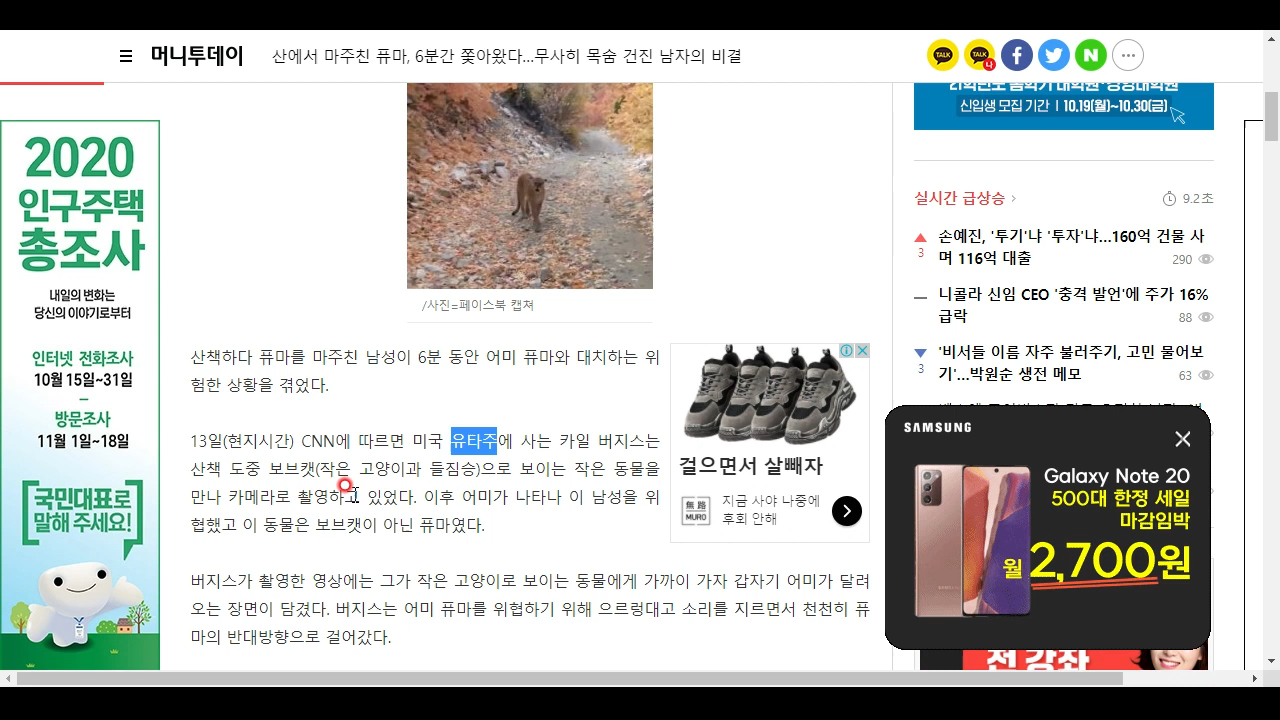 머니투데이
산에서 마주친 퓨마, 6분간 쫓아왔다...무사히 목숨 건진 남자의 비결
TALK
TALK
나
f
N
2020
인구주택
총조사
내일의 변화는
당신의 이야기로부터
인터넷 전화조사
10월 15일~31일
방문조사
11월 1일~18일
국민대표로
말해 주세요!
/사진=페이스북 캡쳐
산책하다 퓨마를 마주친 남성이 6분 동안 어미 퓨마와 대치하는 위
험한 상황을 겪었다.
13일(현지시간) CNN에 따르면 미국 유타주에 사는 카일 버지스는
산책 도중 보브캣(작은 고양이과 들짐승)으로 보이는 작은 동물을
만나 카메라로 촬영하고 있었다. 이후 어미가 나타나 이 남성을 위
협했고 이 동물은 보브캣이 아닌 퓨마였다.
걸으면서 살빼자
無路
MURO
지금 사야 나중에
후회 안해
버지스가 촬영한 영상에는 그가 작은 고양이로 보이는 동물에게 가까이 가자 갑자기 어미가 달려
오는 장면이 담겼다. 버지스는 어미 퓨마를 위협하기 위해 으르렁대고 소리를 지르면서 천천히 퓨
마의 반대방향으로 걸어갔다.
신입생 모집 기간 | 10.19(월)~10.30(금)
실시간 급상승
9.2초
3
손예진, '투기'냐 '투자'냐...160억 건물 사
며 116억 대출
290
니콜라 신임 CEO '충격 발언'에 주가 16%
급락
88
3
'비서들 이름 자주 불러주기, 고민 물어보
기'...박원순 생전 메모
63
SAMSUNG
Galaxy Note 20
500대 한정 세일
마감임박
월 2,700원